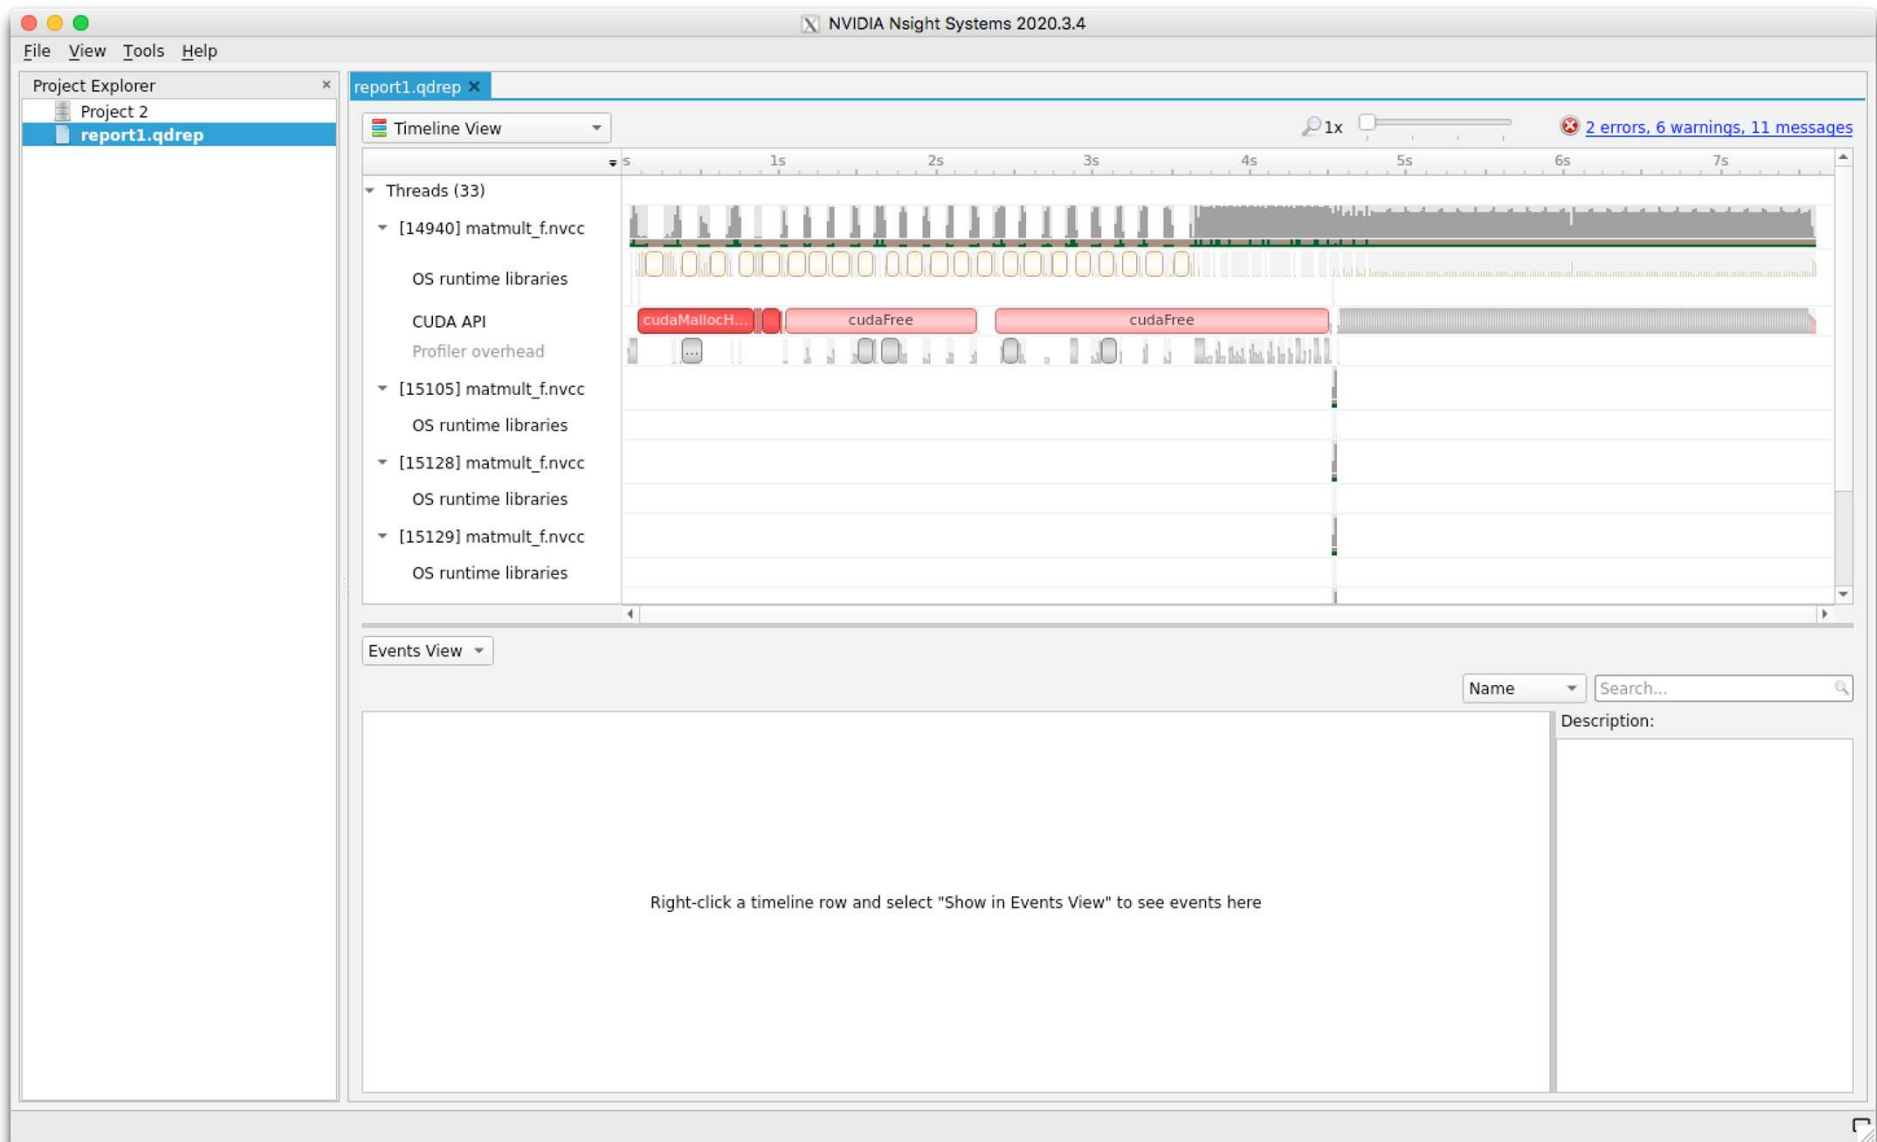 NVIDIA Nsight Systems 2020.3.4
File View Tools Help
Project Explorer
Project 2
report1.qdrep
report1.qdrep
Timeline View
1x
2 errors, 6 warnings, 11 messages
s 1s 2s 3s 4s 5s 6s 7s
Threads (33)
[14940] matmult_f.nvcc
OS runtime libraries
CUDA API
cudaMallocH... cudaFree cudaFree
Profiler overhead
...
[15105] matmult_f.nvcc
OS runtime libraries
[15128] matmult_f.nvcc
OS runtime libraries
[15129] matmult_f.nvcc
OS runtime libraries
Events View
Name
Search...
Description:
Right-click a timeline row and select "Show in Events View" to see events here